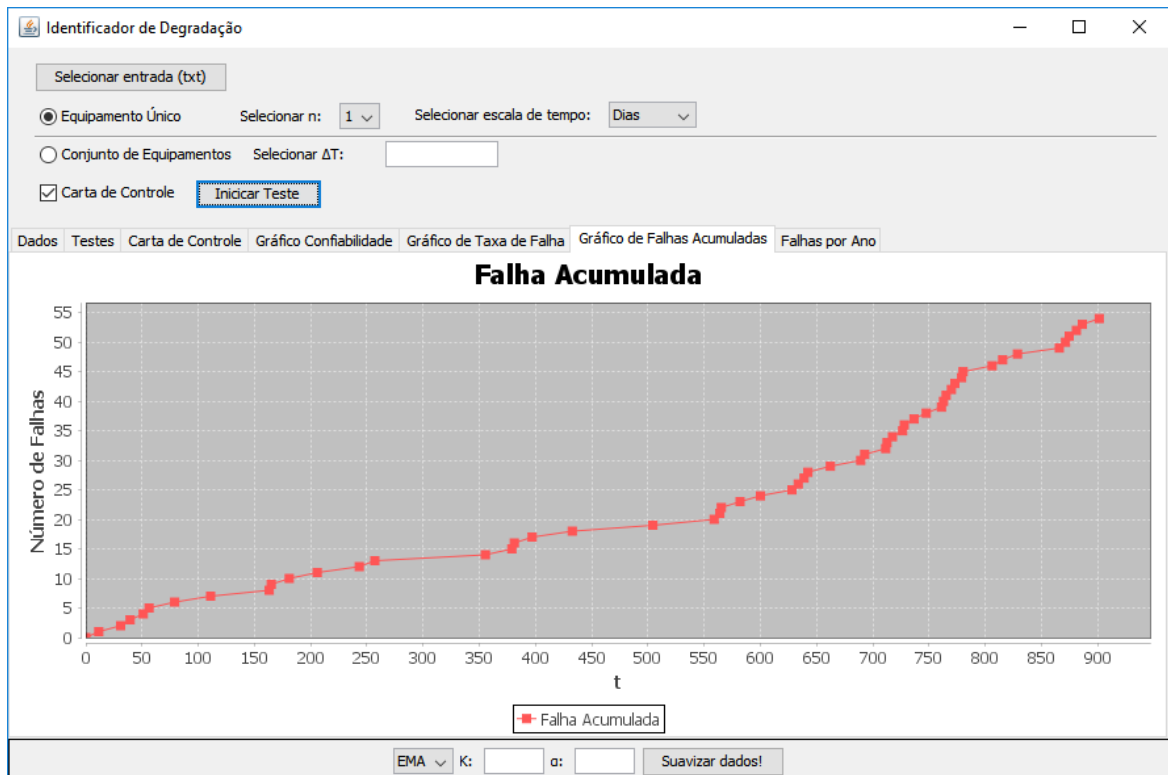 Identificador de Degradação
Selecionar entrada (txt)
Equipamento Único Selecionar n: 1 Selecionar escala de tempo: Dias
Conjunto de Equipamentos Selecionar ΔT:
Carta de Controle Inicicar Teste
Dados Testes Carta de Controle Gráfico Confiabilidade Gráfico de Taxa de Falha Gráfico de Falhas Acumuladas Falhas por Ano
Falha Acumulada
Número de Falhas
55
50
45
40
35
30
25
20
15
10
5
0
0 50 100 150 200 250 300 350 400 450 500 550 600 650 700 750 800 850 900
t
Falha Acumulada
EMA K: α: Suavizar dados!